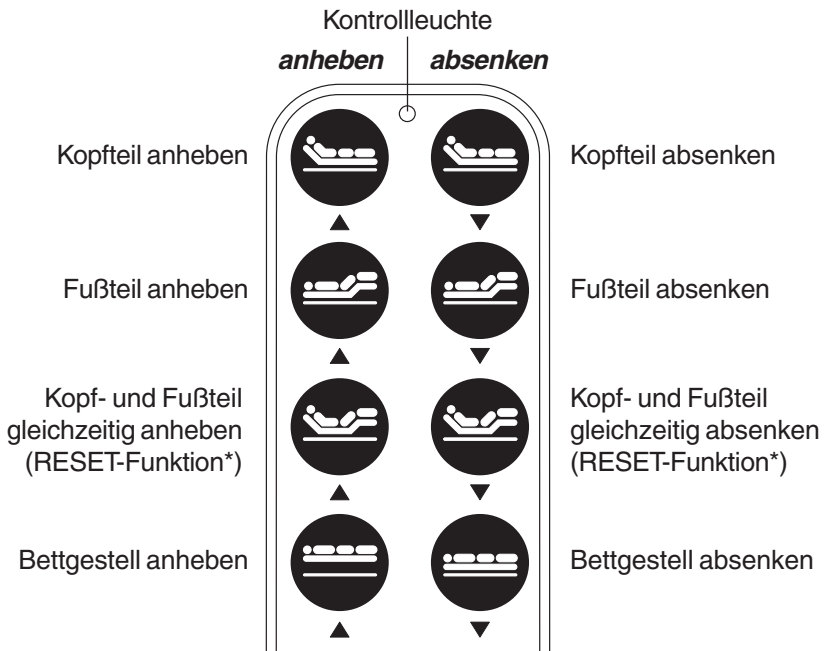 Kontrollleuchte
anheben absenken
Kopfteil anheben
Kopfteil absenken
Fußteil anheben
Fußteil absenken
Kopf- und Fußteil
gleichzeitig anheben
(RESET-Funktion*)
Kopf- und Fußteil
gleichzeitig absenken
(RESET-Funktion*)
Bettgestell anheben
Bettgestell absenken